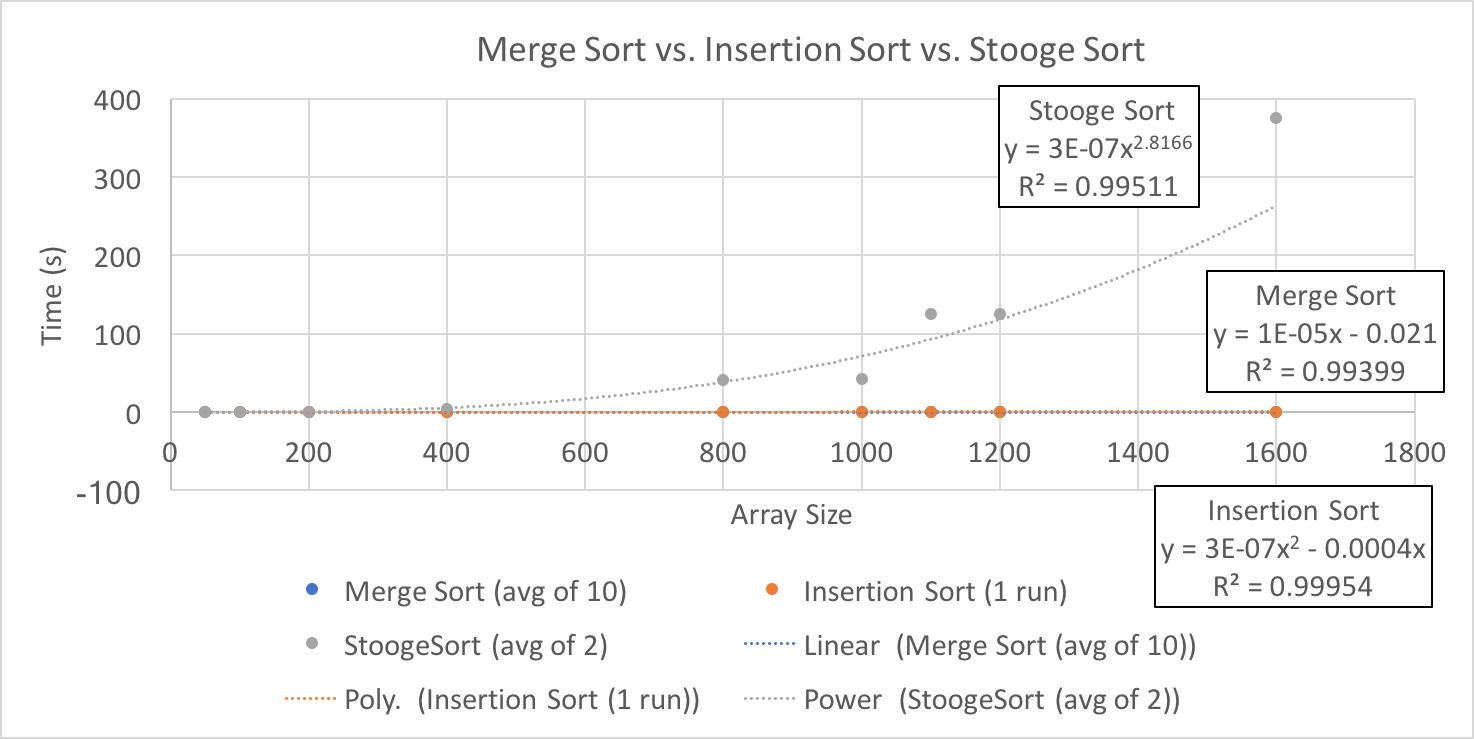 Merge Sort vs. Insertion Sort vs. Stooge Sort
400
300
200
100
0
-100
Time (s)
0 200 400 600 800 1000 1200 1400 1600 1800
Array Size
Stooge Sort
y = 3E-07x^2.8166
R² = 0.99511
Merge Sort
y = 1E-05x - 0.021
R² = 0.99399
Insertion Sort
y = 3E-07x² - 0.0004x
R² = 0.99954
Merge Sort (avg of 10) Insertion Sort (1 run)
StoogeSort (avg of 2) Linear (Merge Sort (avg of 10))
Poly. (Insertion Sort (1 run)) Power (StoogeSort (avg of 2))